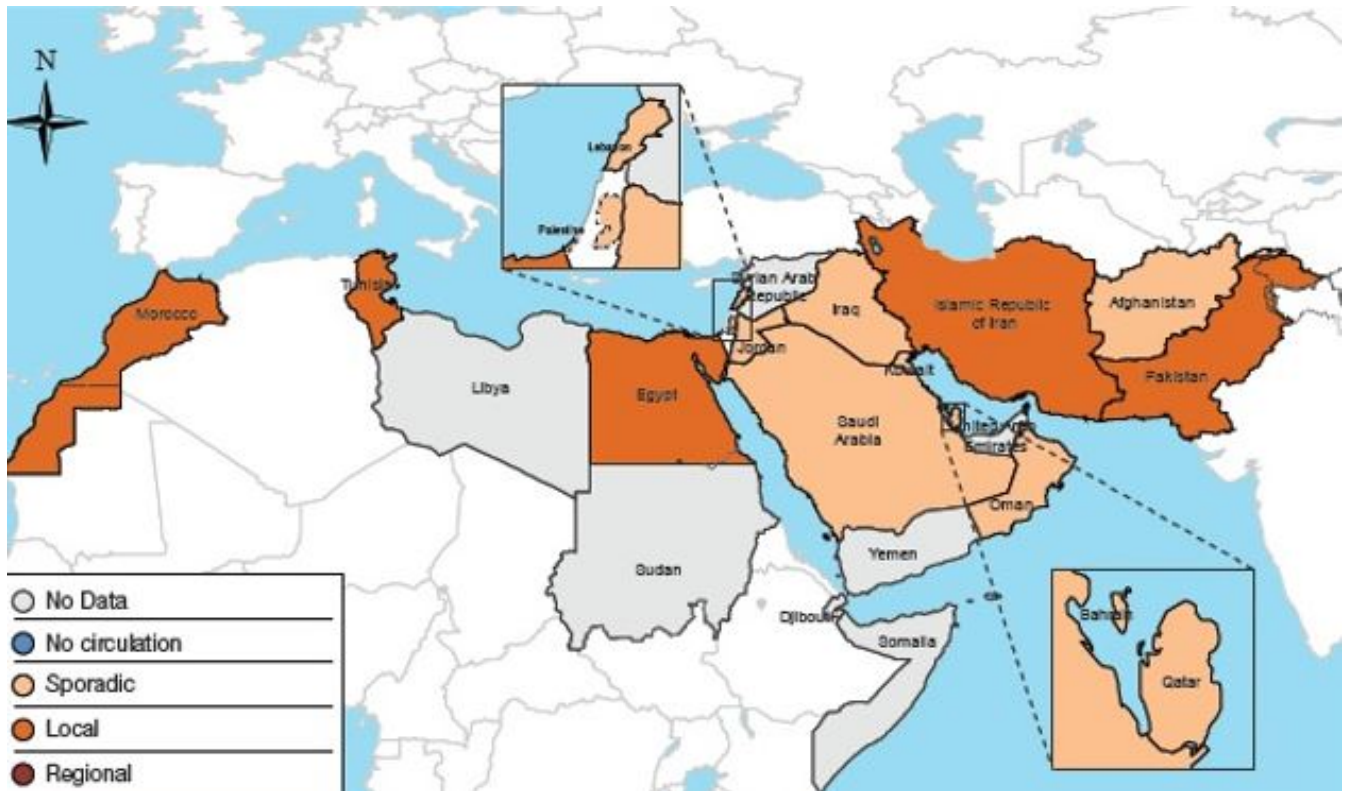 N
Lebanon
Palestine
Tunisia
Syrian Arab
Republic
Morocco
Iraq
Islamic Republic
of Iran
Afghanistan
Jordan
Kuwait
Pakistan
Libya
Egypt
Saudi
Arabia
United Arab
Emirates
Oman
Yemen
Sudan
Djibouti
Somalia
Bahrain
Qatar
No Data
No circulation
Sporadic
Local
Regional